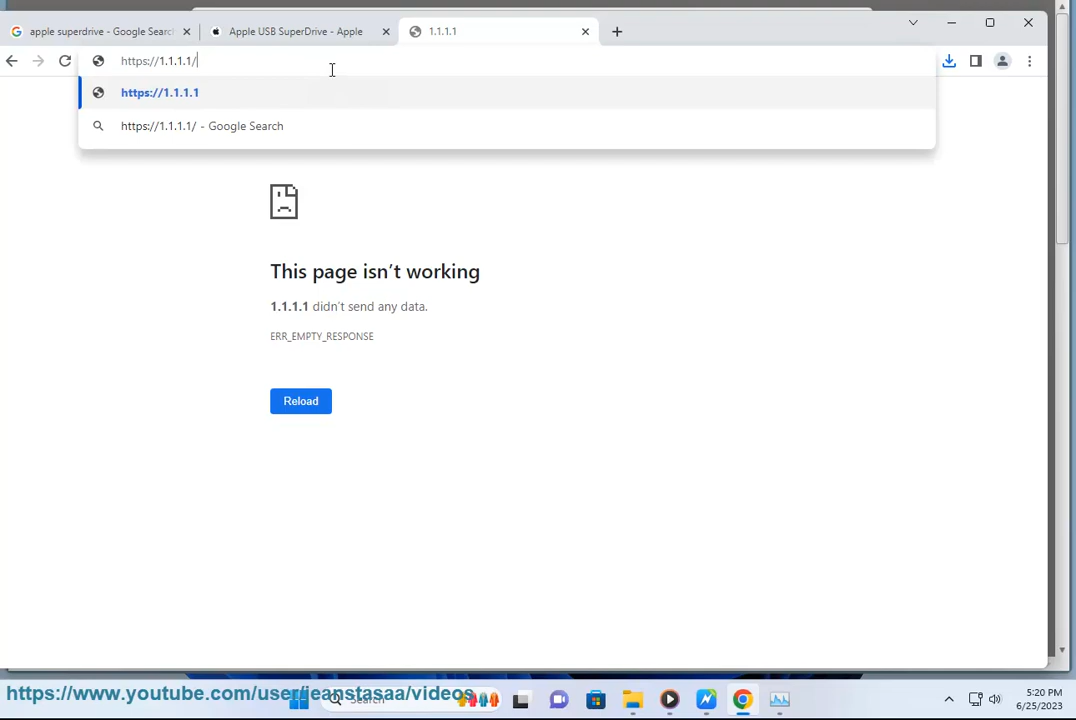 apple superdrive - Google Search
Apple USB SuperDrive - Apple
1.1.1.1
https://1.1.1.1/
https://1.1.1.1
https://1.1.1.1/ - Google Search
This page isn’t working
1.1.1.1 didn’t send any data.
ERR_EMPTY_RESPONSE
Reload
https://www.youtube.com/user/jeanstasaa/videos
Search
5:20 PM
6/25/2023